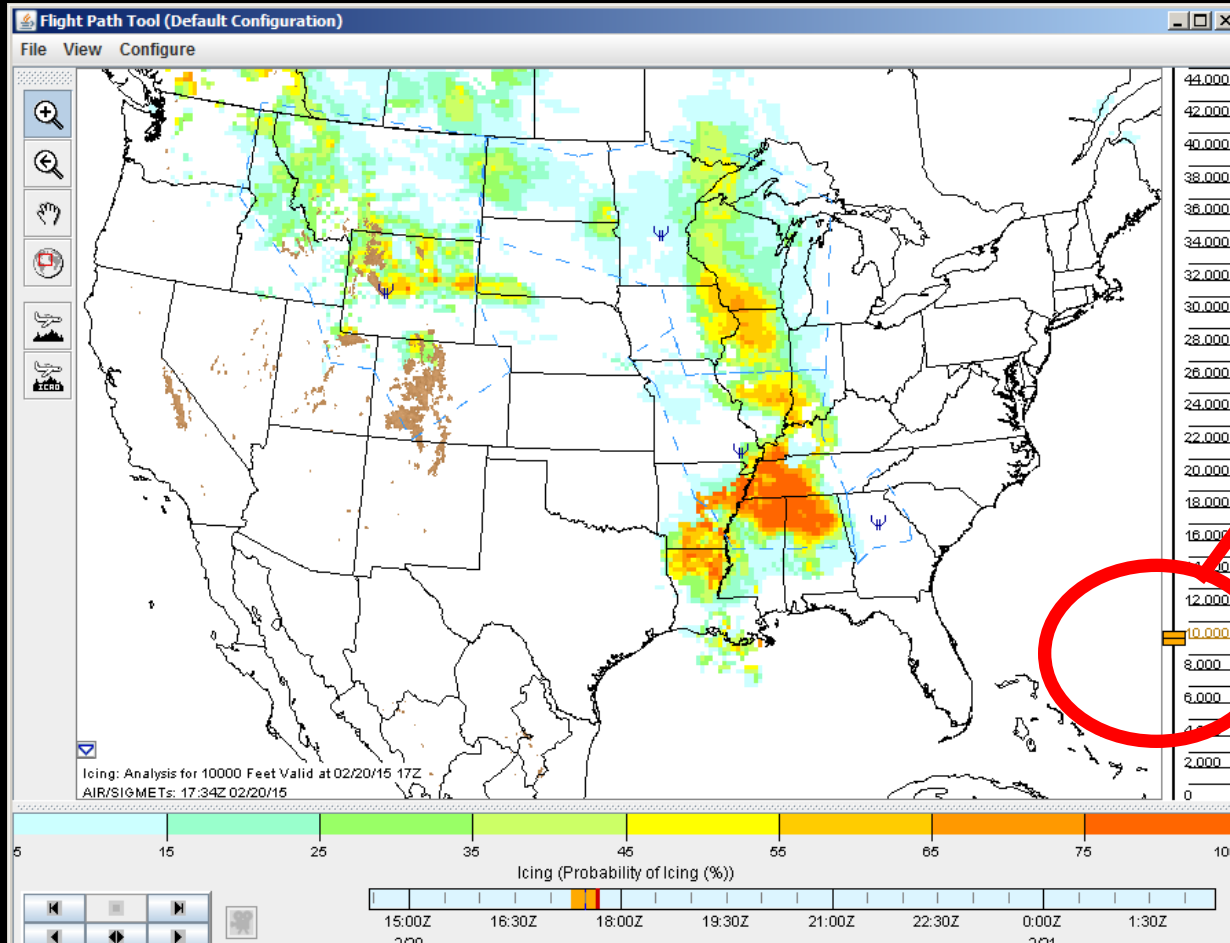 Flight Path Tool (Default Configuration)
File View Configure
44.000
42.000
40.000
38.000
36.000
34.000
32.000
30.000
28.000
26.000
24.000
22.000
20.000
18.000
16.000
12.000
10.000
8.000
6.000
2.000
0
ICAO
Icing: Analysis for 10000 Feet Valid at 02/20/15 17Z
AIR/SIGMETs: 17:34Z 02/20/15
5 15 25 35 45 55 65 75 10
Icing (Probability of Icing (%))
15:00Z 16:30Z 18:00Z 19:30Z 21:00Z 22:30Z 0:00Z 1:30Z